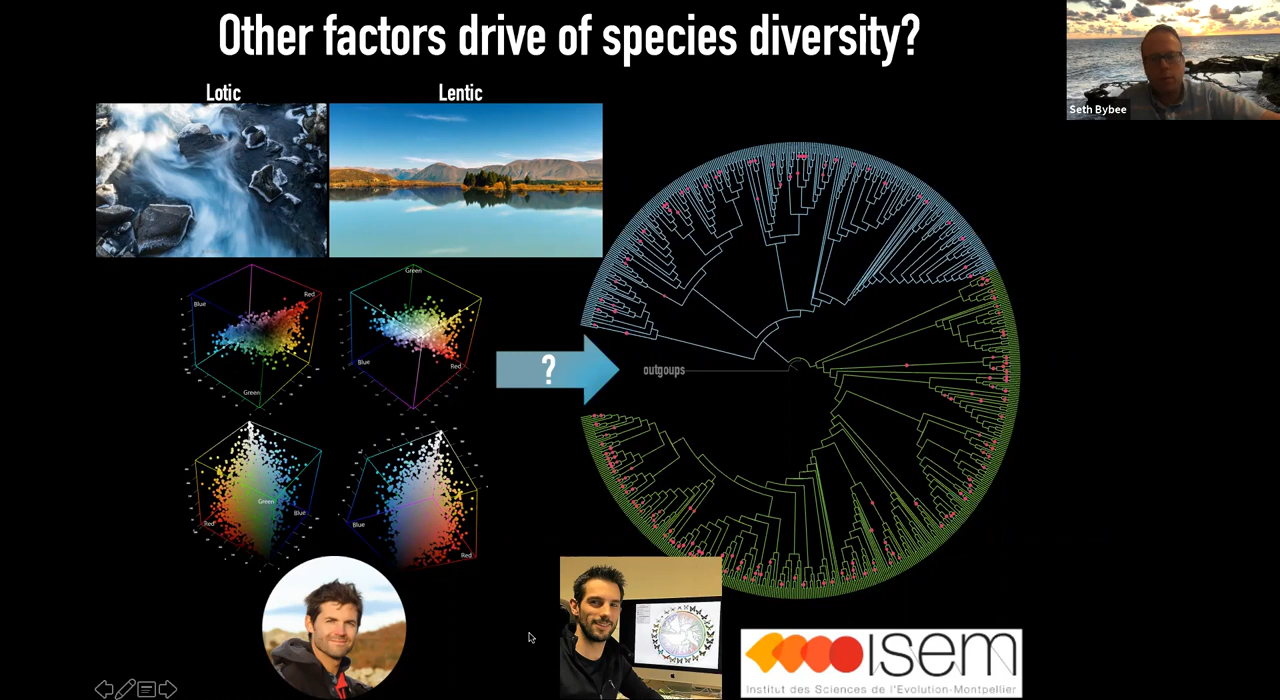 Other factors drive of species diversity?
Seth Bybee
Lotic
Lentic
Blue
Red
Green
Green
Blue
Red
?
outgoups
Red
Green
Blue
Blue
Red
ISem
Institut des Sciences de l'Evolution-Montpellier